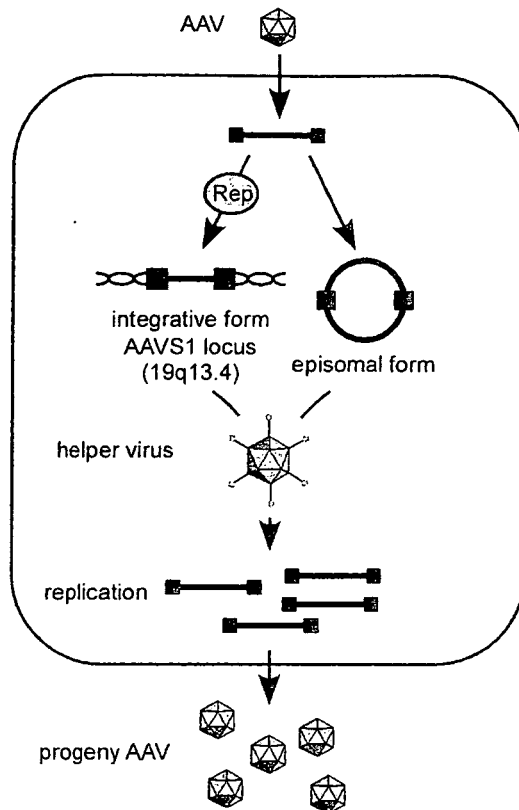 AAV
Rep
integrative form
AAVS1 locus
(19q13.4)
episomal form
helper virus
replication
progeny AAV